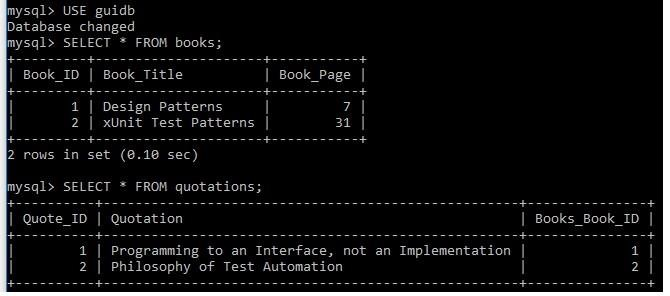 mysql> USE guidb
Database changed
mysql> SELECT * FROM books;
+---------+---------------------+-----------+
| Book_ID | Book_Title          | Book_Page |
+---------+---------------------+-----------+
|       1 | Design Patterns     |         7 |
|       2 | xUnit Test Patterns |        31 |
+---------+---------------------+-----------+
2 rows in set (0.10 sec)
mysql> SELECT * FROM quotations;
+----------+----------------------------------------------------+---------------+
| Quote_ID | Quotation                                          | Books_Book_ID |
+----------+----------------------------------------------------+---------------+
|        1 | Programming to an Interface, not an Implementation |             1 |
|        2 | Philosophy of Test Automation                      |             2 |
+----------+----------------------------------------------------+---------------+